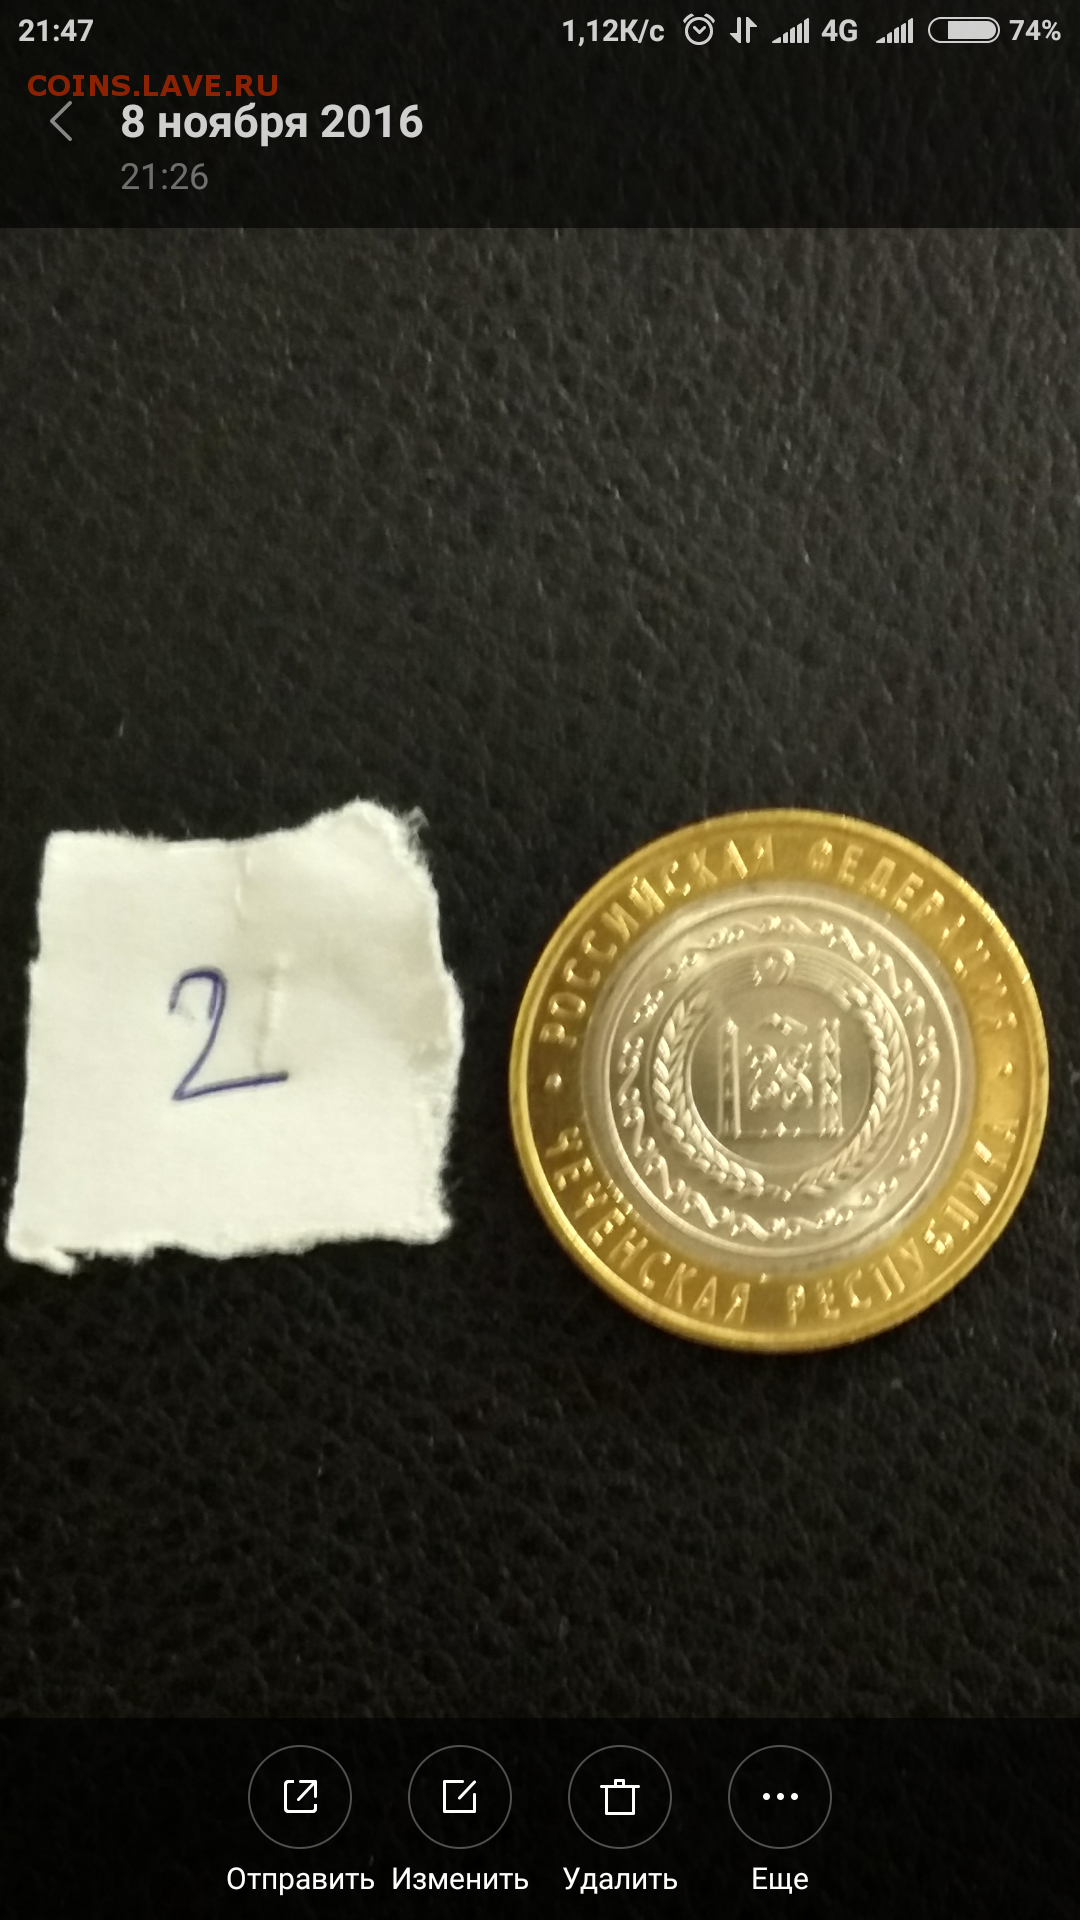 21:47 1,12K/c 4G 74%
COINS.LAVE.RU
8 ноября 2016
21:26
2
РОССИЙСКАЯ ФЕДЕРАЦИЯ
ЧЕЧЕНСКАЯ РЕСПУБЛИКА
Отправить Изменить Удалить Еще